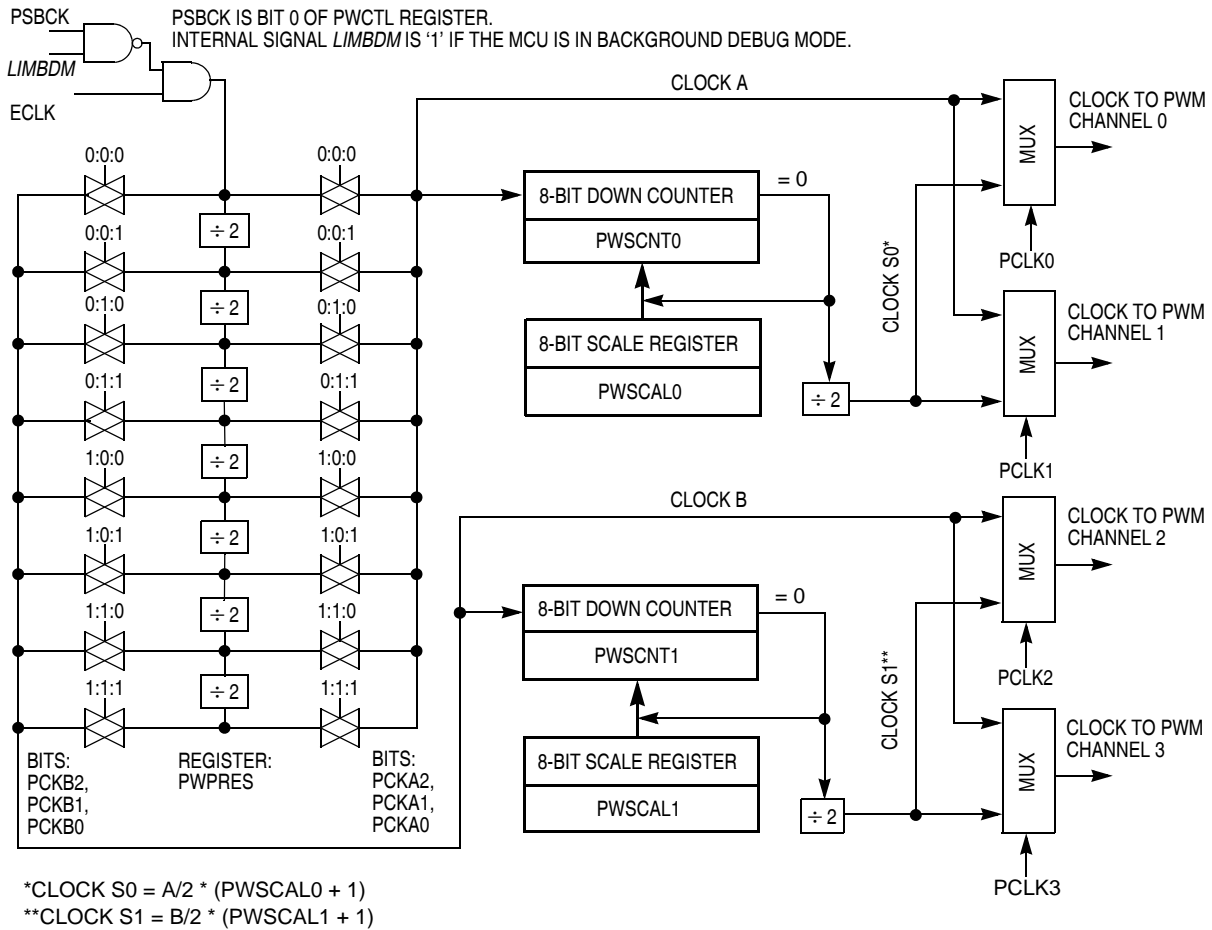 PSBCK
PSBCK IS BIT 0 OF PWCTL REGISTER.
INTERNAL SIGNAL LIMBDM IS ‘1’ IF THE MCU IS IN BACKGROUND DEBUG MODE.
LIMBDM
ECLK
0:0:0
0:0:0
÷ 2
0:0:1
0:0:1
÷ 2
0:1:0
0:1:0
÷ 2
0:1:1
0:1:1
÷ 2
1:0:0
1:0:0
÷ 2
1:0:1
1:0:1
÷ 2
1:1:0
1:1:0
÷ 2
1:1:1
1:1:1
BITS:
PCKB2,
PCKB1,
PCKB0
REGISTER:
PWPRES
BITS:
PCKA2,
PCKA1,
PCKA0
CLOCK A
8-BIT DOWN COUNTER
= 0
PWSCNT0
8-BIT SCALE REGISTER
PWSCAL0
÷ 2
CLOCK S0*
MUX
CLOCK TO PWM
CHANNEL 0
PCLK0
MUX
CLOCK TO PWM
CHANNEL 1
PCLK1
CLOCK B
8-BIT DOWN COUNTER
= 0
PWSCNT1
8-BIT SCALE REGISTER
PWSCAL1
÷ 2
CLOCK S1**
MUX
CLOCK TO PWM
CHANNEL 2
PCLK2
MUX
CLOCK TO PWM
CHANNEL 3
PCLK3
*CLOCK S0 = A/2 * (PWSCAL0 + 1)
**CLOCK S1 = B/2 * (PWSCAL1 + 1)